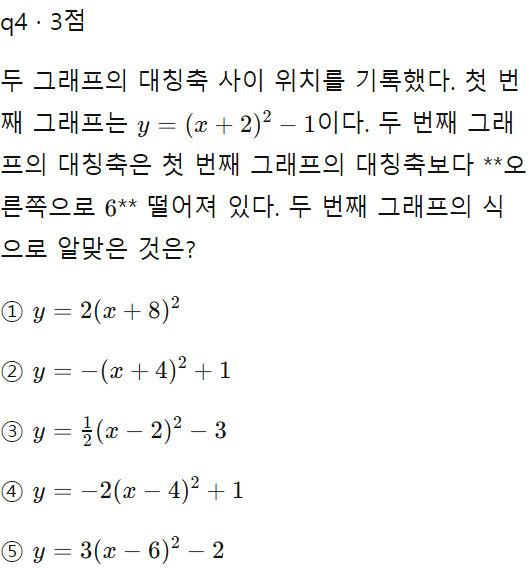 q4 · 3점
두 그래프의 대칭축 사이 위치를 기록했다. 첫 번
째 그래프는 y = (x + 2)² − 1이다. 두 번째 그래
프의 대칭축은 첫 번째 그래프의 대칭축보다 **오
른쪽으로 6** 떨어져 있다. 두 번째 그래프의 식
으로 알맞은 것은?
① y = 2(x + 8)²
② y = −(x + 4)² + 1
③ y = ½(x − 2)² − 3
④ y = −2(x − 4)² + 1
⑤ y = 3(x − 6)² − 2